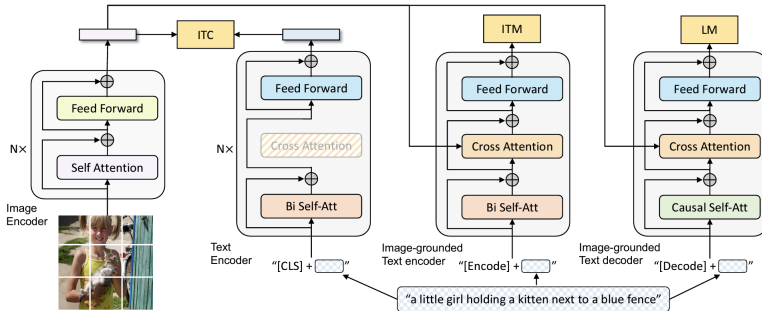 ITC
ITM
LM
Feed Forward
Self Attention
N×
Image
Encoder
Feed Forward
Cross Attention
Bi Self-Att
N×
Text
Encoder
"[CLS] + "
Feed Forward
Cross Attention
Bi Self-Att
Image-grounded
Text encoder
"[Encode] + "
Feed Forward
Cross Attention
Causal Self-Att
Image-grounded
Text decoder
"[Decode] + "
"a little girl holding a kitten next to a blue fence"